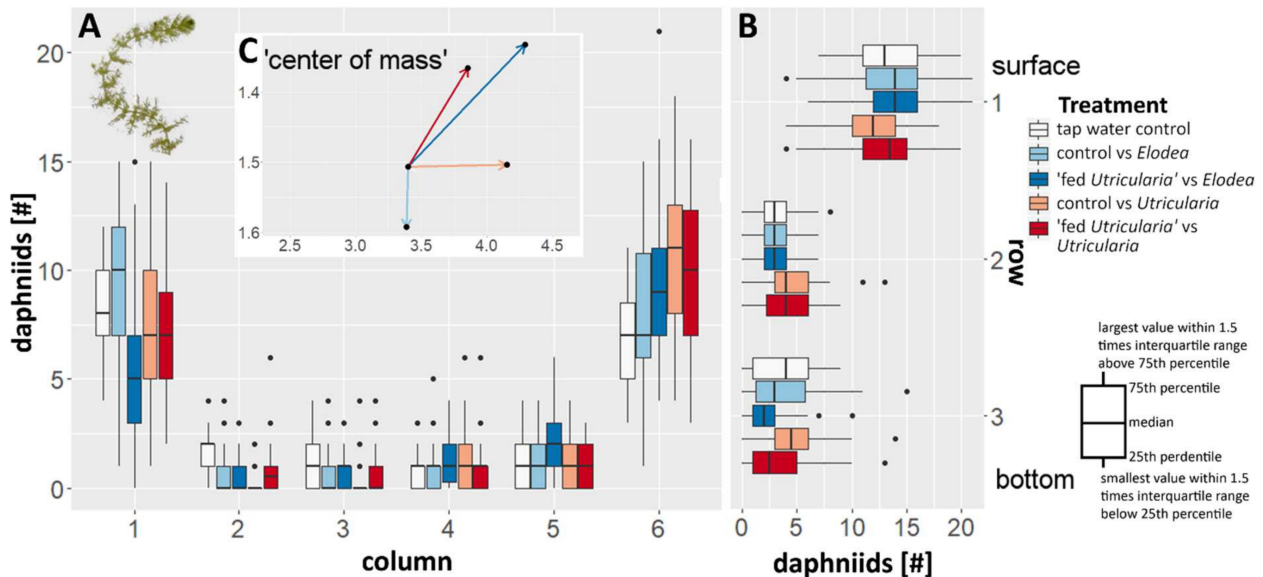 A
B
C 'center of mass'
1.4
1.5
1.6
2.5 3.0 3.5 4.0 4.5
20
15
10
5
0
daphniids [#]
1 2 3 4 5 6
column
surface
1
2
3
row
bottom
0 5 10 15 20
daphniids [#]
Treatment
tap water control
control vs Elodea
'fed Utricularia' vs Elodea
control vs Utricularia
'fed Utricularia' vs
Utricularia
largest value within 1.5
times interquartile range
above 75th percentile
75th percentile
median
25th perdentile
smallest value within 1.5
times interquartile range
below 25th percentile